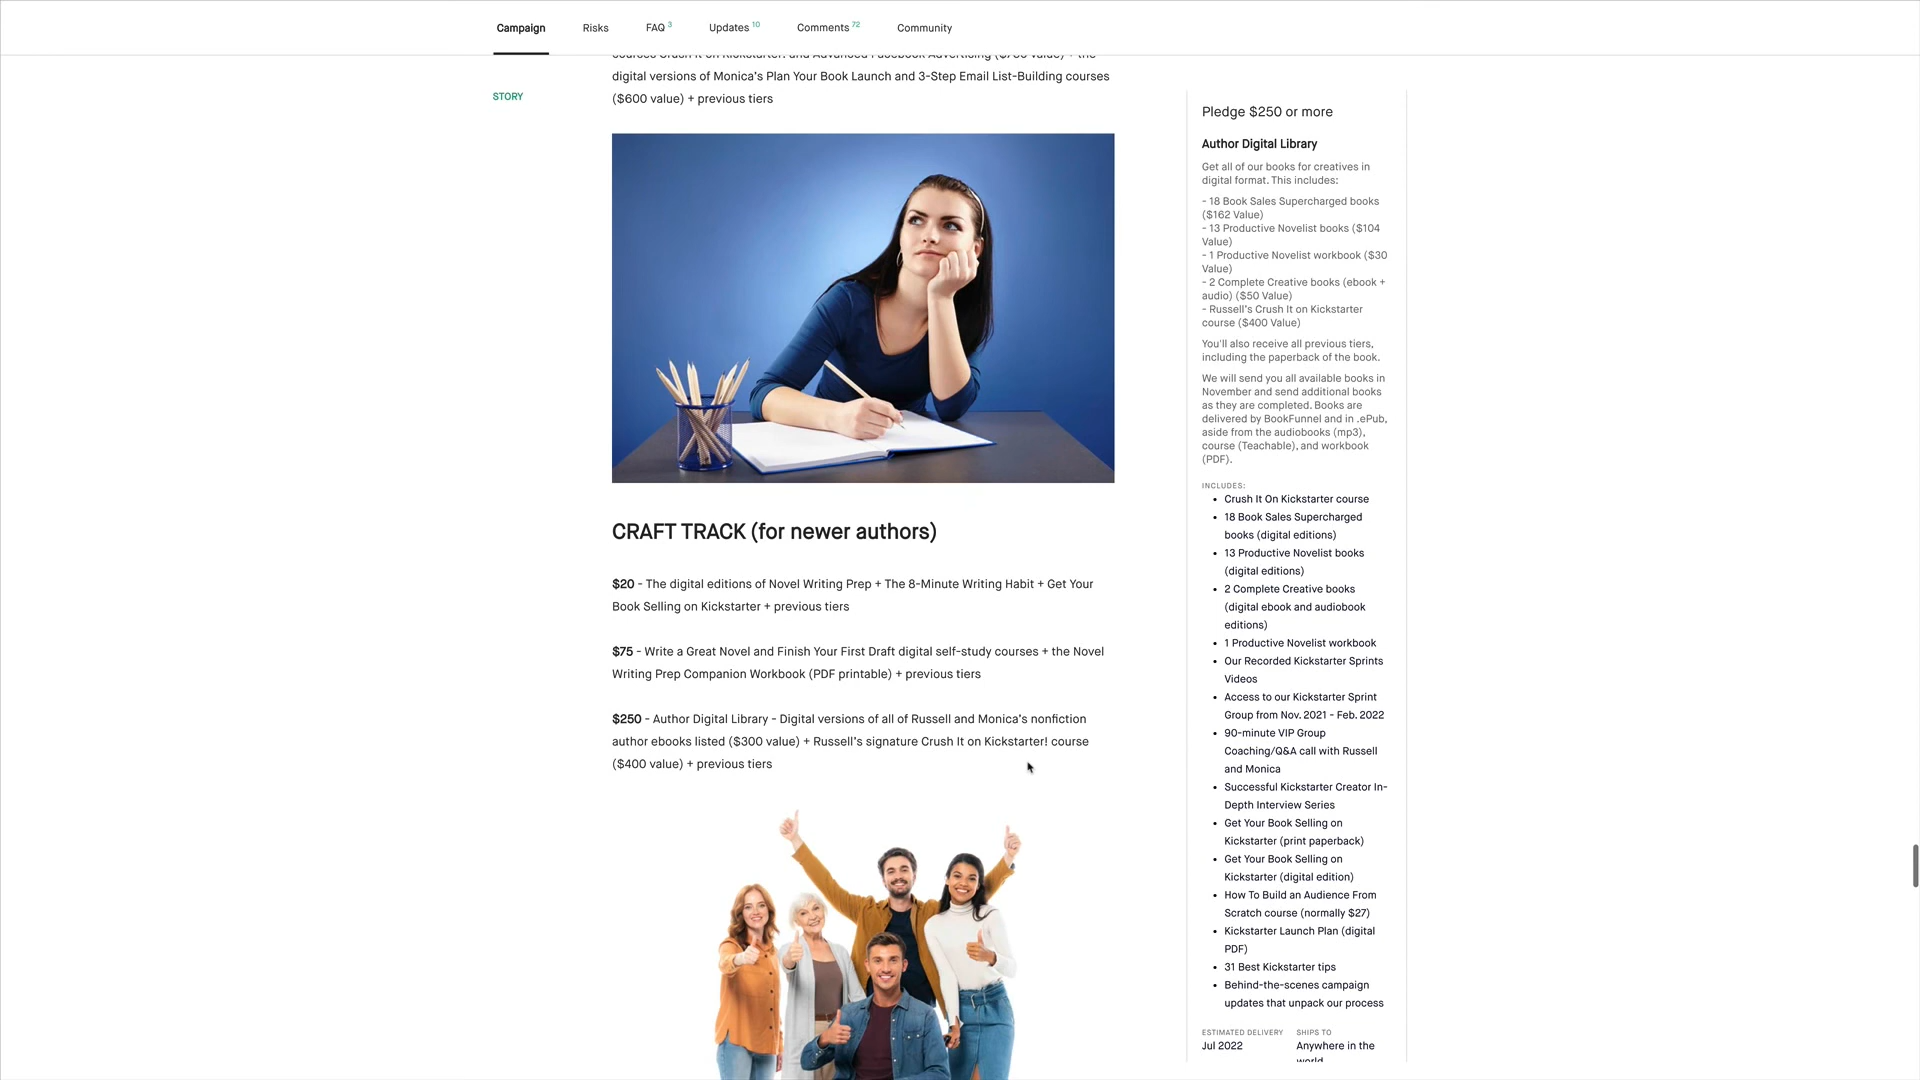 Campaign
Risks
FAQ 3
Updates 10
Comments 72
Community
STORY
courses Crush It on Kickstarter! and Advanced Facebook Advertising ($700 value) + the
digital versions of Monica's Plan Your Book Launch and 3-Step Email List-Building courses
($600 value) + previous tiers
CRAFT TRACK (for newer authors)
$20 - The digital editions of Novel Writing Prep + The 8-Minute Writing Habit + Get Your
Book Selling on Kickstarter + previous tiers
$75 - Write a Great Novel and Finish Your First Draft digital self-study courses + the Novel
Writing Prep Companion Workbook (PDF printable) + previous tiers
$250 - Author Digital Library - Digital versions of all of Russell and Monica's nonfiction
author ebooks listed ($300 value) + Russell's signature Crush It on Kickstarter! course
($400 value) + previous tiers
Pledge $250 or more
Author Digital Library
Get all of our books for creatives in
digital format. This includes:
- 18 Book Sales Supercharged books
($162 Value)
- 13 Productive Novelist books ($104
Value)
- 1 Productive Novelist workbook ($30
Value)
- 2 Complete Creative books (ebook +
audio) ($50 Value)
- Russell's Crush It on Kickstarter
course ($400 Value)
You'll also receive all previous tiers,
including the paperback of the book.
We will send you all available books in
November and send additional books
as they are completed. Books are
delivered by BookFunnel and in .ePub,
aside from the audiobooks (mp3),
course (Teachable), and workbook
(PDF).
INCLUDES:
• Crush It On Kickstarter course
• 18 Book Sales Supercharged
books (digital editions)
• 13 Productive Novelist books
(digital editions)
• 2 Complete Creative books
(digital ebook and audiobook
editions)
• 1 Productive Novelist workbook
• Our Recorded Kickstarter Sprints
Videos
• Access to our Kickstarter Sprint
Group from Nov. 2021 - Feb. 2022
• 90-minute VIP Group
Coaching/Q&A call with Russell
and Monica
• Successful Kickstarter Creator In-
Depth Interview Series
• Get Your Book Selling on
Kickstarter (print paperback)
• Get Your Book Selling on
Kickstarter (digital edition)
• How To Build an Audience From
Scratch course (normally $27)
• Kickstarter Launch Plan (digital
PDF)
• 31 Best Kickstarter tips
• Behind-the-scenes campaign
updates that unpack our process
ESTIMATED DELIVERY
Jul 2022
SHIPS TO
Anywhere in the
world